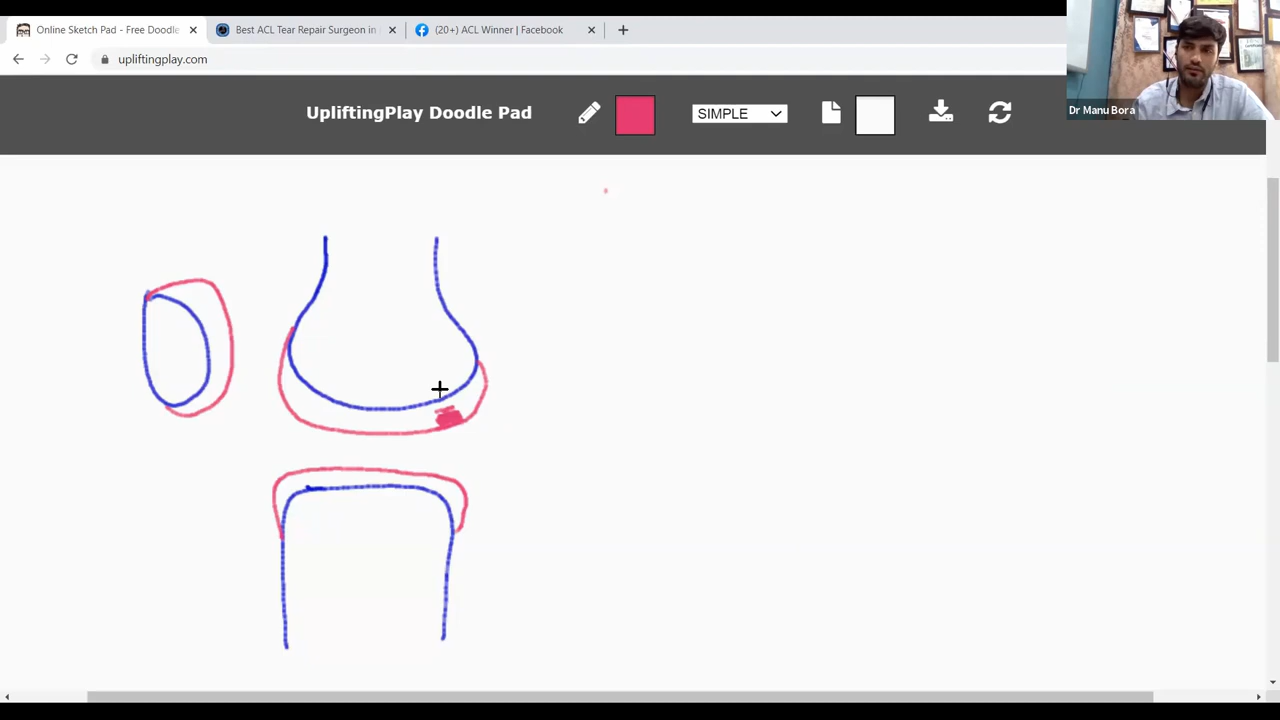 Online Sketch Pad - Free Doodle
Best ACL Tear Repair Surgeon in
(20+) ACL Winner | Facebook
upliftingplay.com
UpliftingPlay Doodle Pad
SIMPLE
Dr Manu Bora